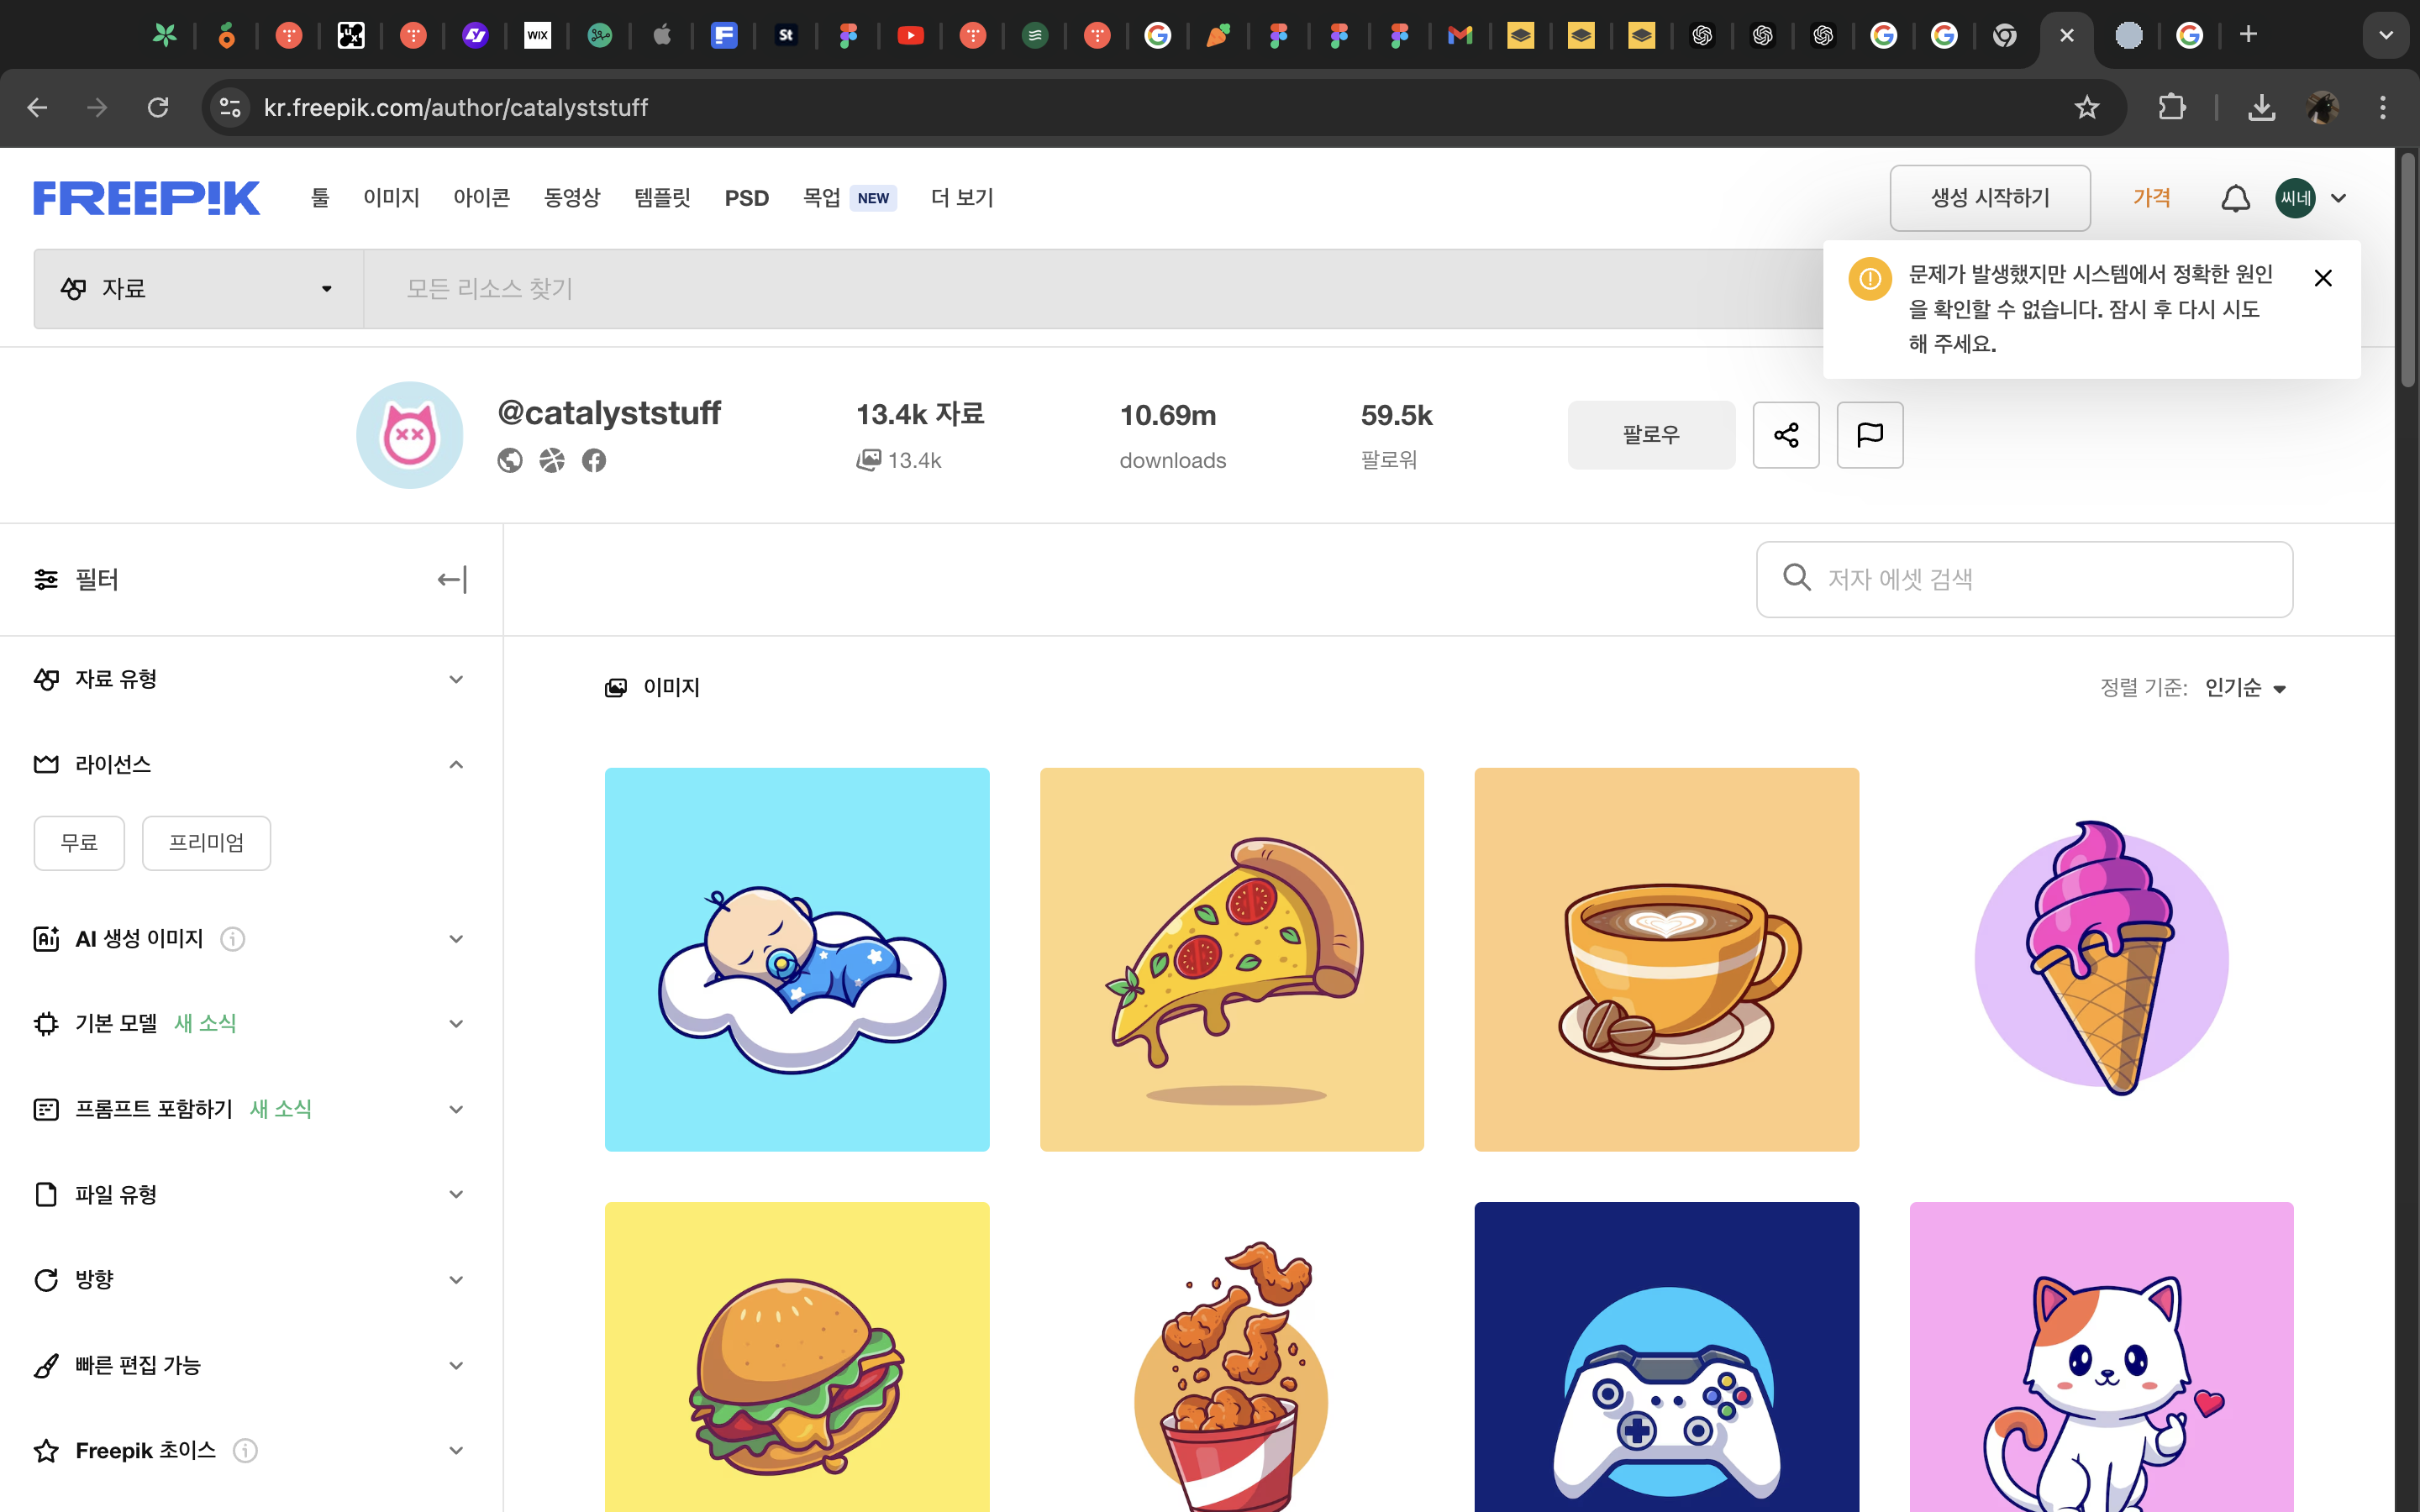 WIX
St
kr.freepik.com/author/catalyststuff
FREEPIK 툴 이미지 아이콘 동영상 템플릿 PSD 목업 NEW 더 보기 생성 시작하기 가격 씨네
자료 모든 리소스 찾기
문제가 발생했지만 시스템에서 정확한 원인
을 확인할 수 없습니다. 잠시 후 다시 시도
해 주세요.
@catalyststuff 13.4k 자료 10.69m 59.5k 팔로우
13.4k downloads 팔로워
필터 저자 에셋 검색
자료 유형 이미지 정렬 기준: 인기순
라이선스
무료 프리미엄
AI 생성 이미지
기본 모델 새 소식
프롬프트 포함하기 새 소식
파일 유형
방향
빠른 편집 가능
Freepik 초이스